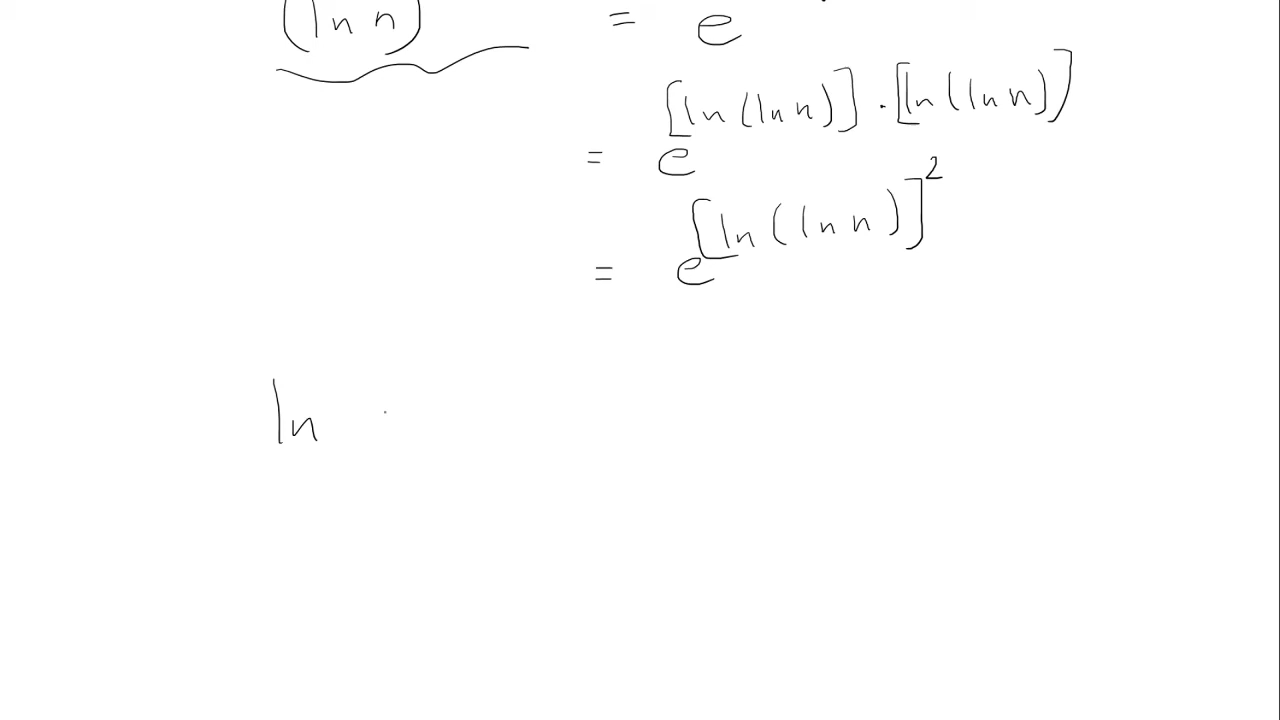 (ln n) = e
= e^{[ln (ln n)] · [ln (ln n)]}
= e^{[ln (ln n)]^2}
ln